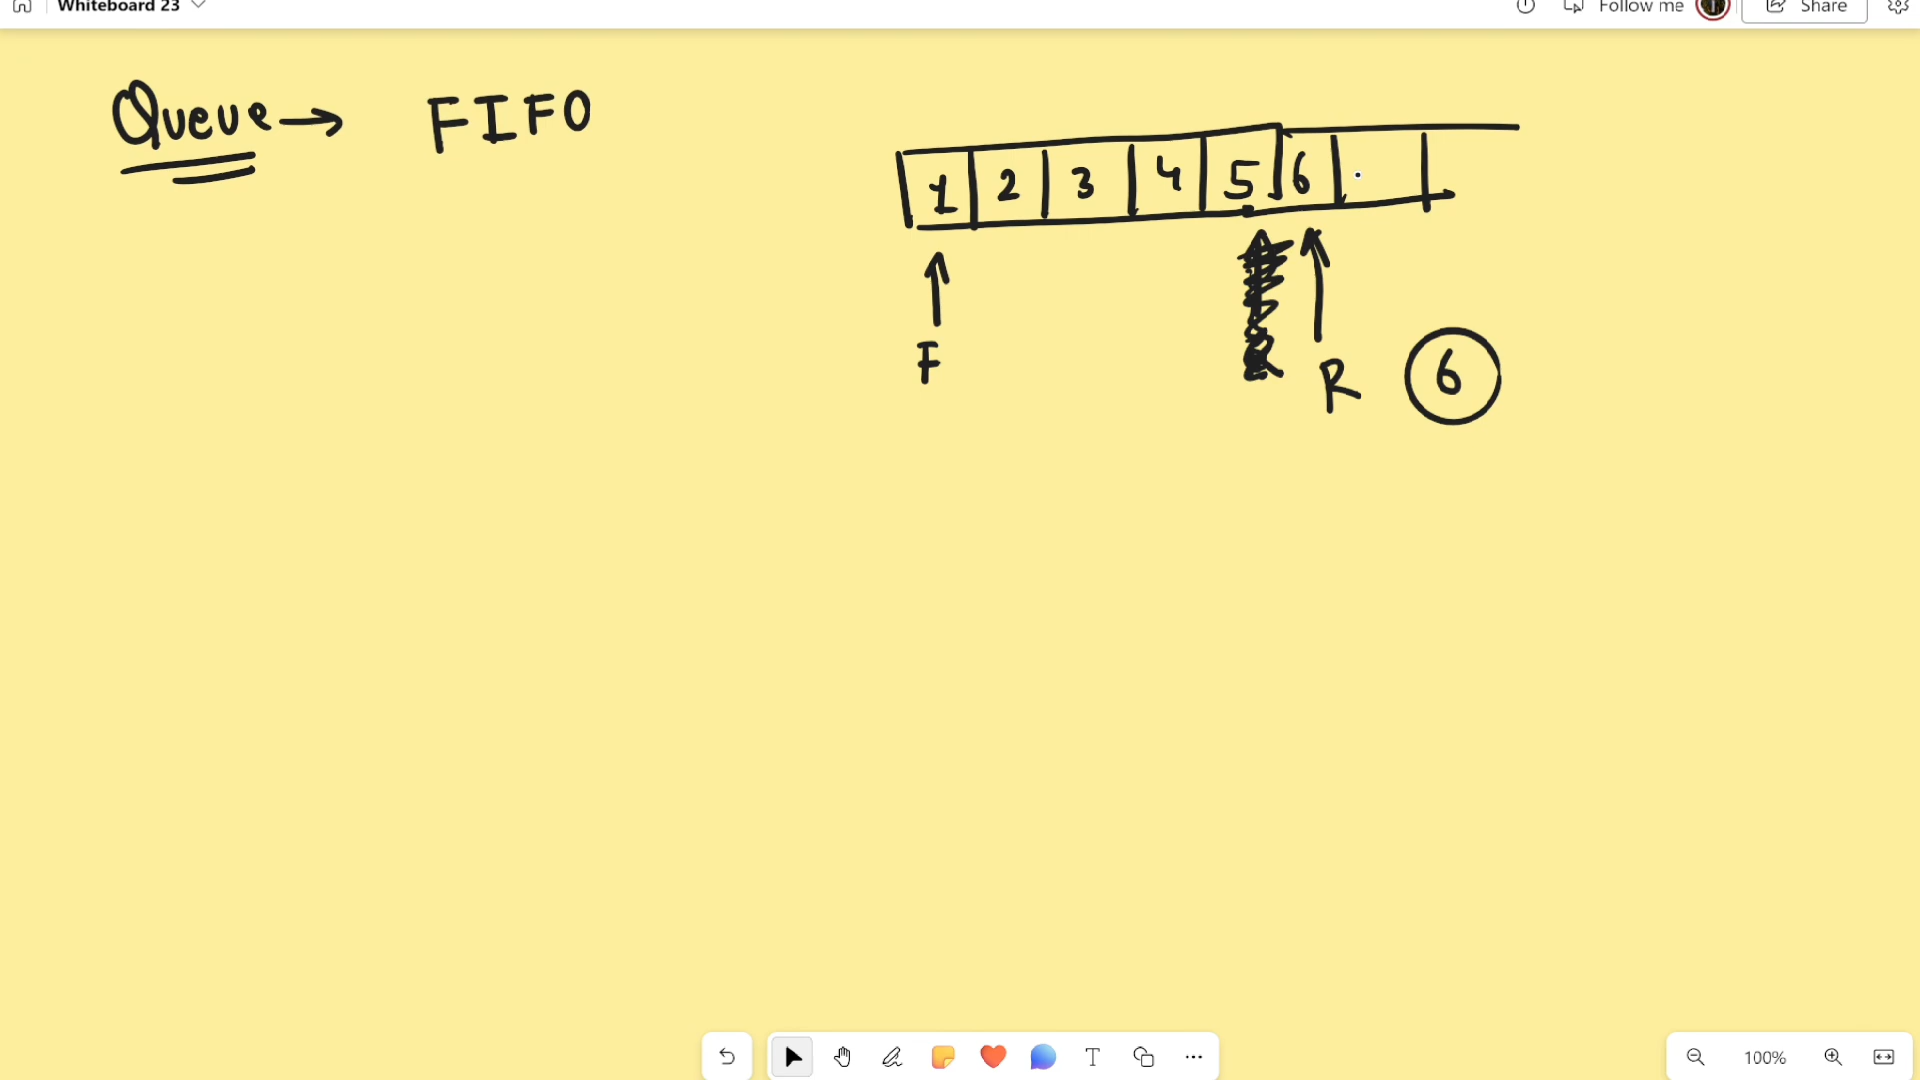 Whiteboard 23
Follow me
Share
Queue → FIFO
1 2 3 4 5 6
F
R
6
T
100%